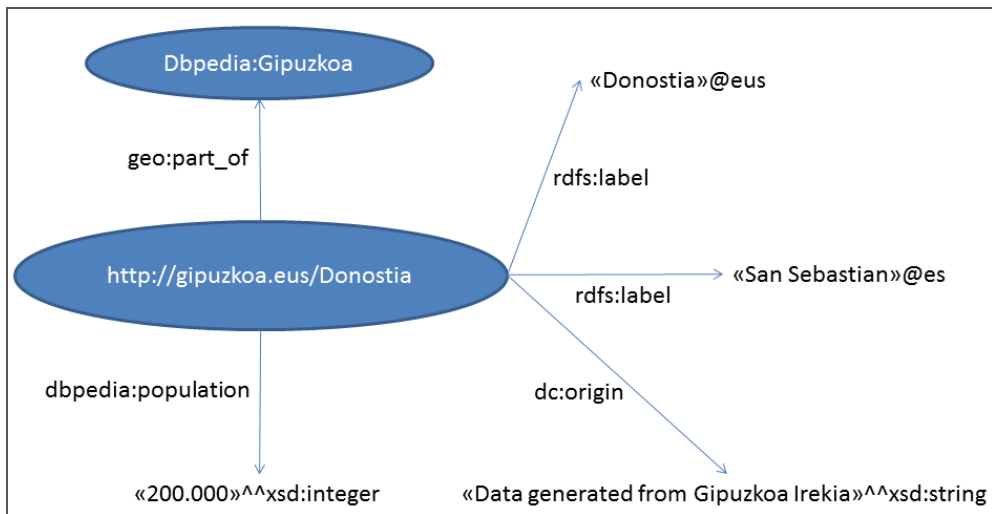 Dbpedia:Gipuzkoa
«Donostia»@eus
geo:part_of
rdfs:label
http://gipuzkoa.eus/Donostia
«San Sebastian»@es
rdfs:label
dbpedia:population
dc:origin
«200.000»^^xsd:integer
«Data generated from Gipuzkoa Irekia»^^xsd:string